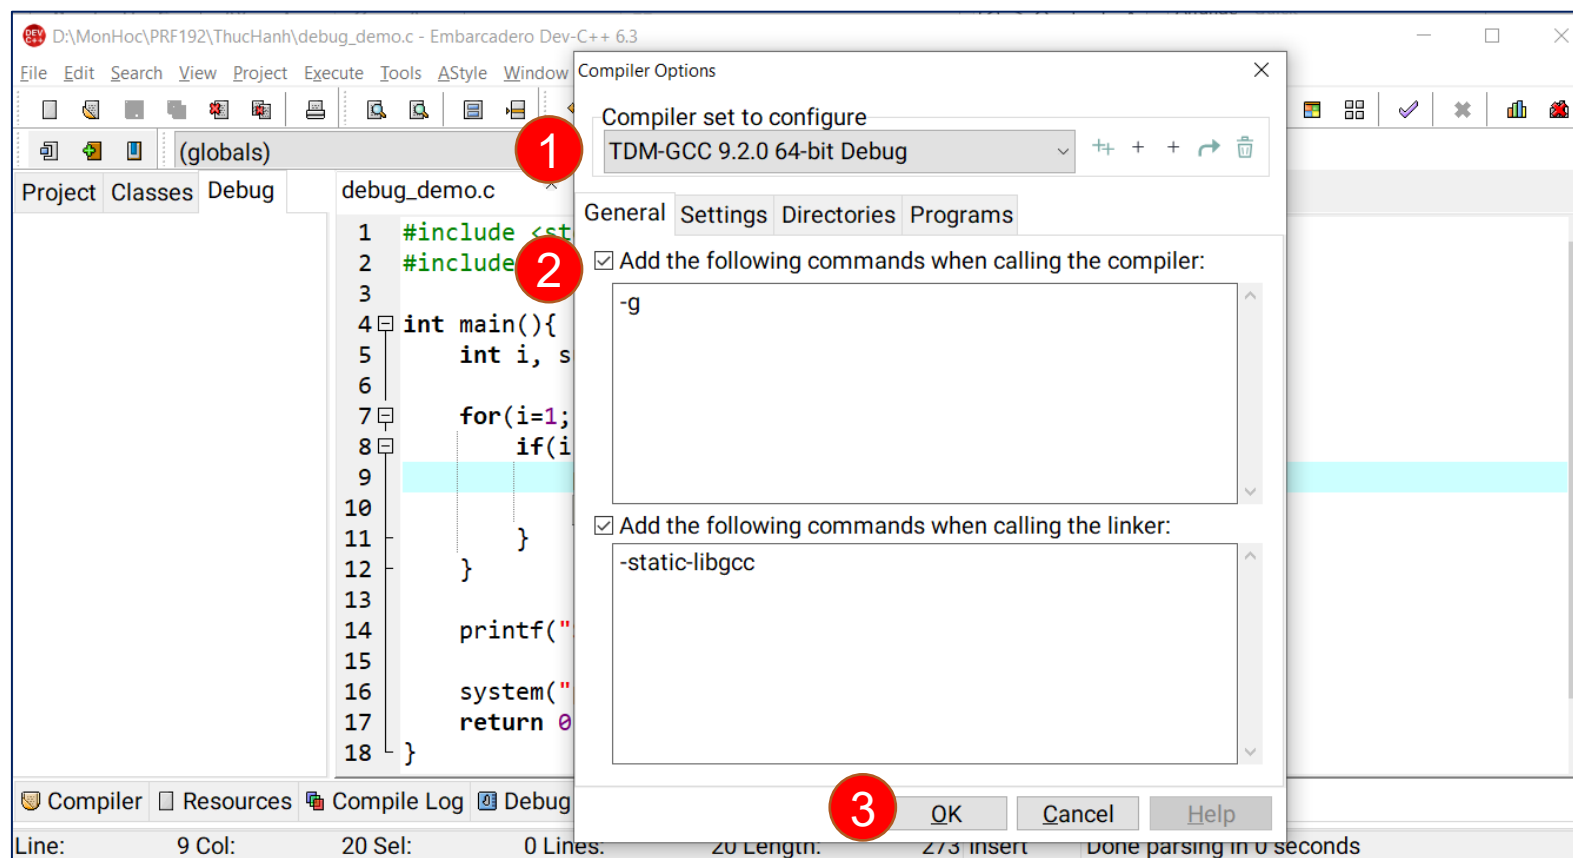 D:\MonHoc\PRF192\ThucHanh\debug_demo.c - Embarcadero Dev-C++ 6.3
File Edit Search View Project Execute Tools AStyle Window
(globals)
Project Classes Debug
debug_demo.c
1 #include <st
2 #include
3
4 int main(){
5 int i, s
6
7 for(i=1;
8 if(i
9
10
11 }
12 }
13
14 printf("
15
16 system("
17 return 0
18 }
Compiler Options
1
Compiler set to configure
TDM-GCC 9.2.0 64-bit Debug
General Settings Directories Programs
2
Add the following commands when calling the compiler:
-g
Add the following commands when calling the linker:
-static-libgcc
3
OK Cancel Help
Compiler Resources Compile Log Debug
Line: 9 Col: 20 Sel: 0 Lines: 20 Length: 273 Insert Done parsing in 0 seconds